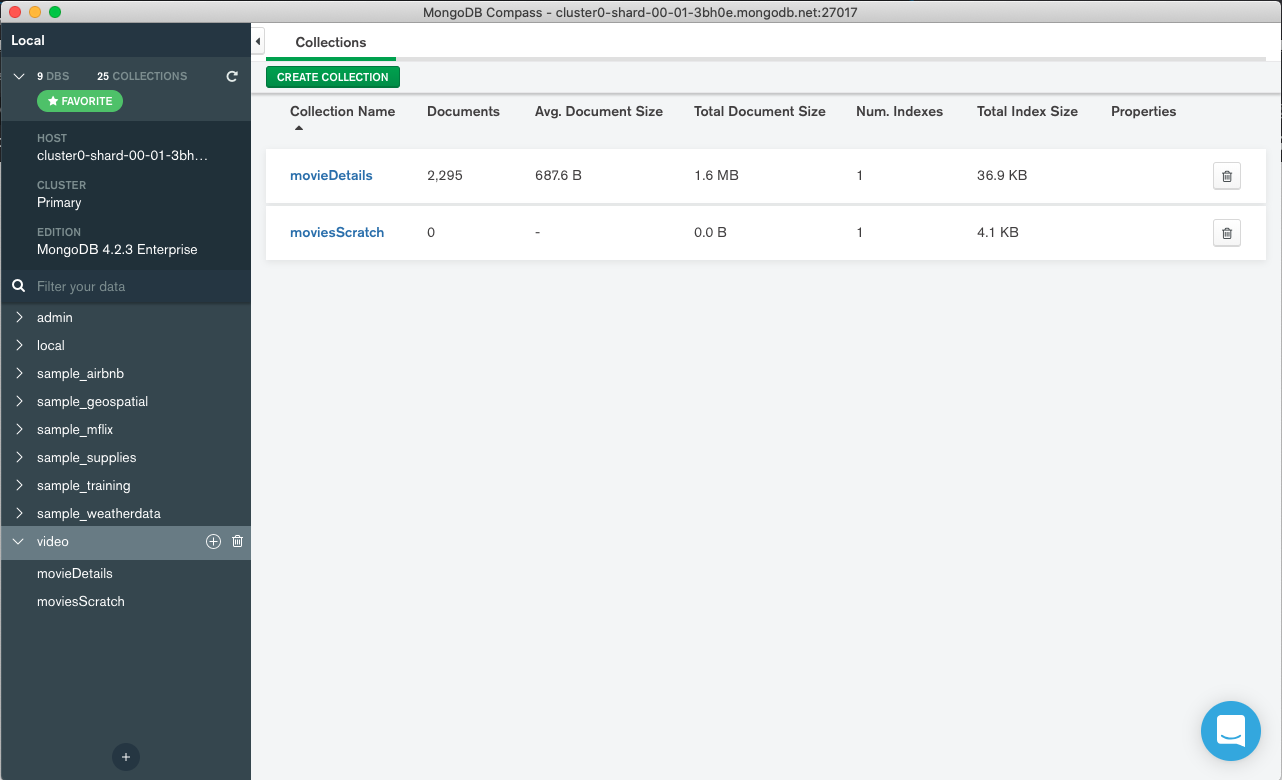 MongoDB Compass - cluster0-shard-00-01-3bh0e.mongodb.net:27017
Local
9 DBS 25 COLLECTIONS
FAVORITE
HOST
cluster0-shard-00-01-3bh…
CLUSTER
Primary
EDITION
MongoDB 4.2.3 Enterprise
Filter your data
admin
local
sample_airbnb
sample_geospatial
sample_mflix
sample_supplies
sample_training
sample_weatherdata
video
movieDetails
moviesScratch
Collections
CREATE COLLECTION
Collection Name Documents Avg. Document Size Total Document Size Num. Indexes Total Index Size Properties
movieDetails 2,295 687.6 B 1.6 MB 1 36.9 KB
moviesScratch 0 - 0.0 B 1 4.1 KB